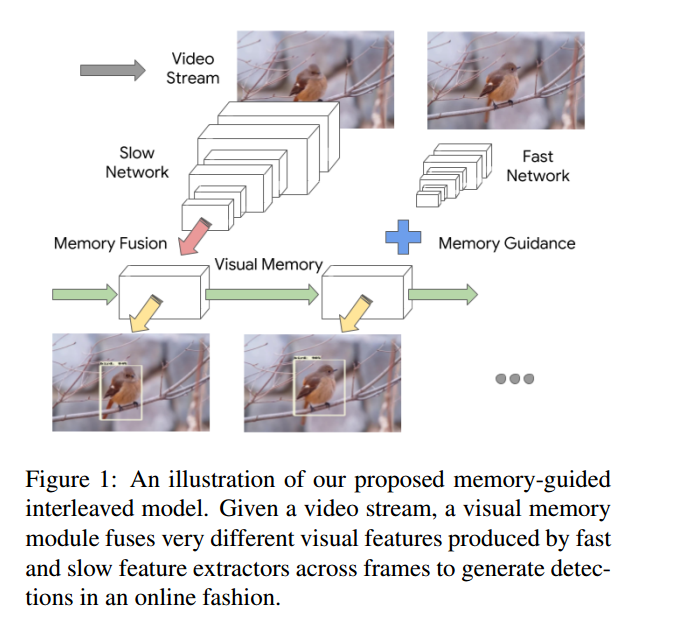 Video
Stream
Slow
Network
Fast
Network
Memory Fusion
Memory Guidance
Visual Memory
Figure 1: An illustration of our proposed memory-guided
interleaved model. Given a video stream, a visual memory
module fuses very different visual features produced by fast
and slow feature extractors across frames to generate detec-
tions in an online fashion.